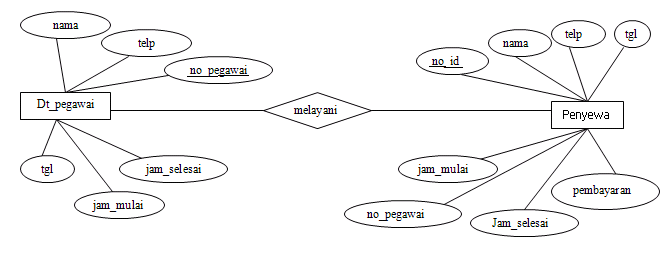 nama
telp
no_pegawai
Dt_pegawai
tgl
jam_mulai
jam_selesai
melayani
no_id
nama
telp
tgl
Penyewa
jam_mulai
no_pegawai
Jam_selesai
pembayaran